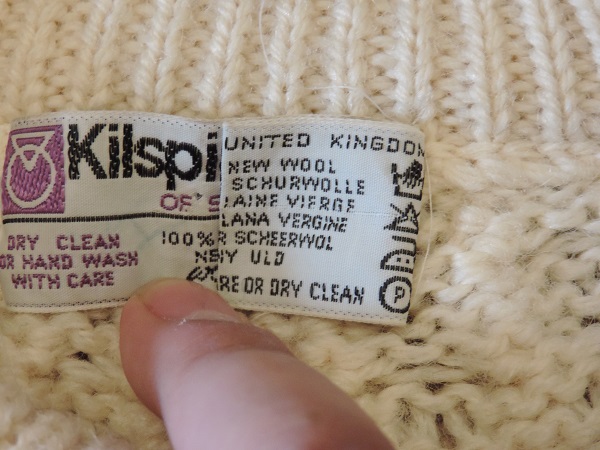 Kilspi
OF S
DRY CLEAN
OR HAND WASH
WITH CARE
100%
UNITED KINGDON
NEW WOOL
SCHURWOLLE
LAINE VIERGE
LANA VERGINE
R SCHEERWOL
NY ULD
RE OR DRY CLEAN
P